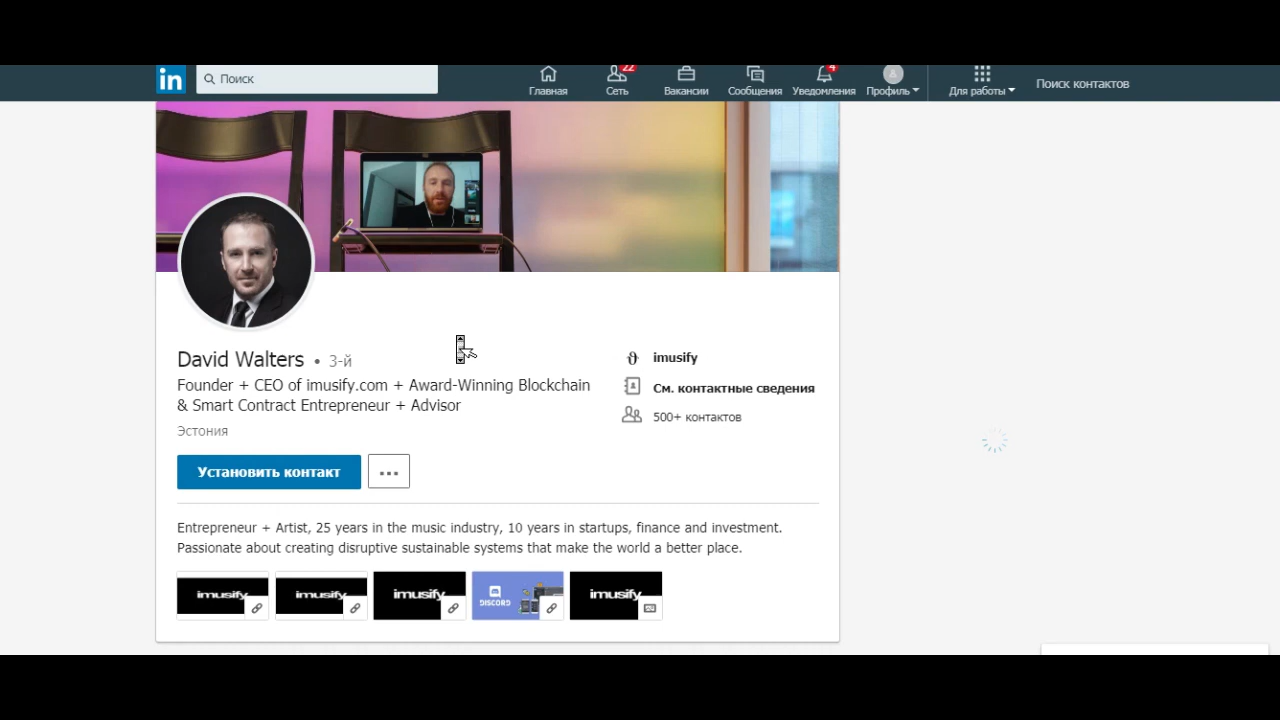 in
Поиск
Главная
22
Сеть
Вакансии
Сообщения
4
Уведомления
Профиль
Для работы
Поиск контактов
David Walters • 3-й
Founder + CEO of imusify.com + Award-Winning Blockchain
& Smart Contract Entrepreneur + Advisor
Эстония
imusify
См. контактные сведения
500+ контактов
Установить контакт
...
Entrepreneur + Artist, 25 years in the music industry, 10 years in startups, finance and investment.
Passionate about creating disruptive sustainable systems that make the world a better place.
imusify
imusify
imusify
DISCORD
imusify